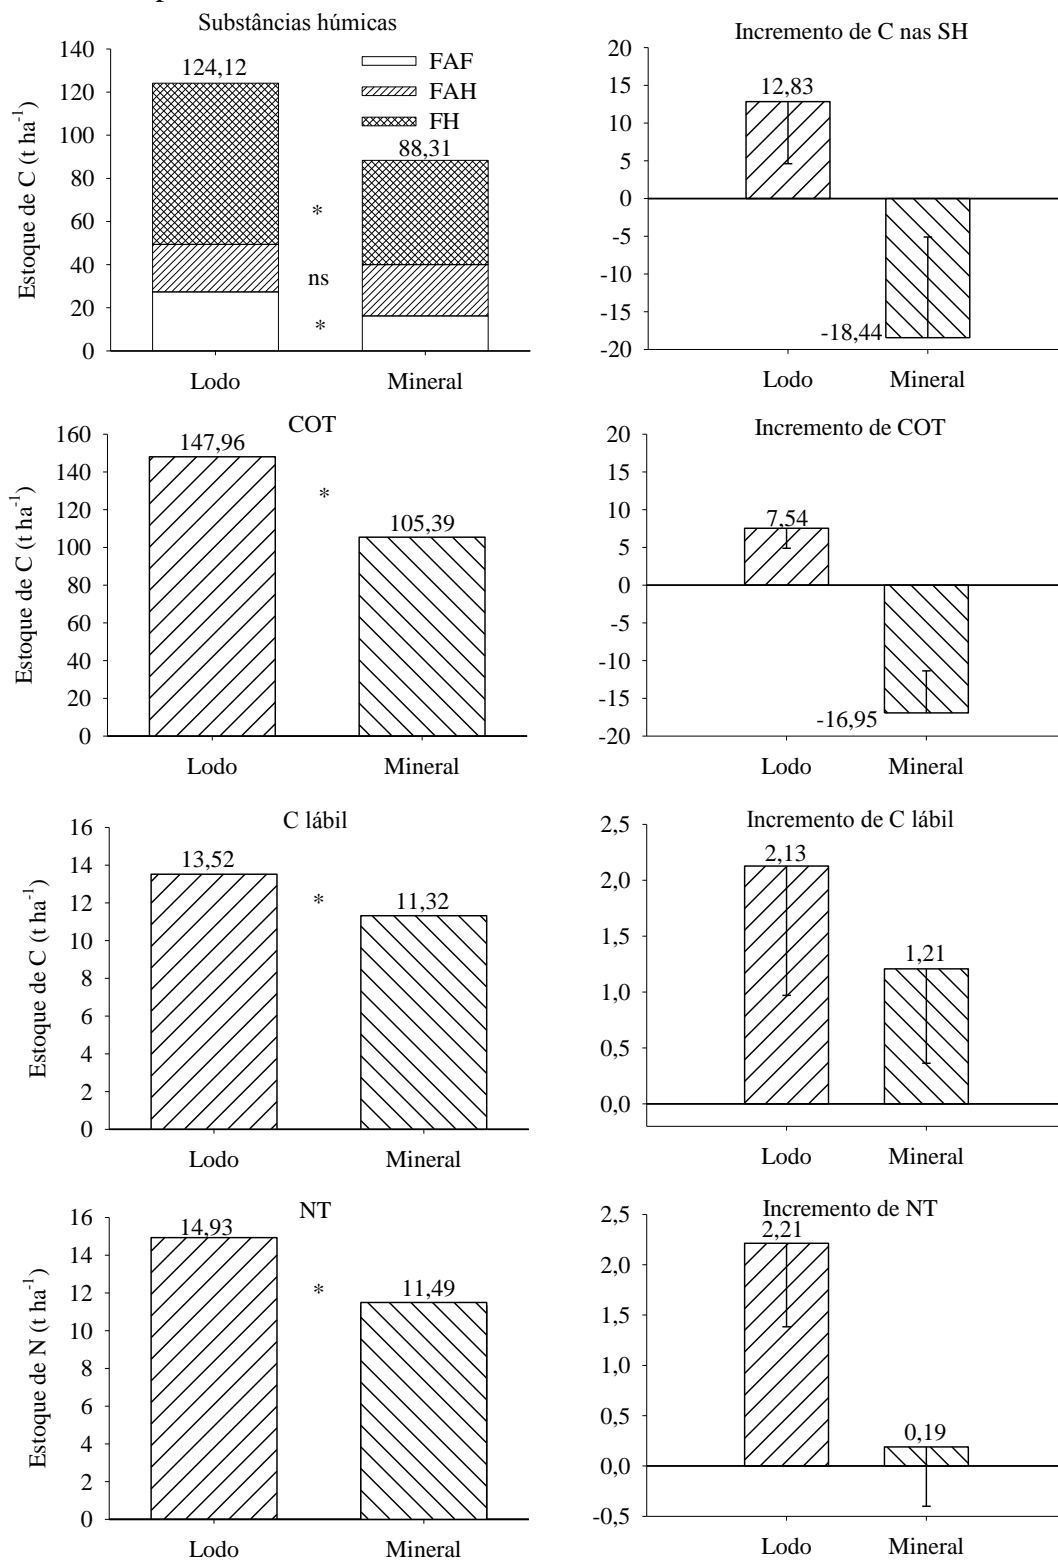 Substâncias húmicas
Estoque de C (t ha-1)
140
120
100
80
60
40
20
0
124,12
88,31
FAF
FAH
FH
*
ns
*
Lodo
Mineral
Incremento de C nas SH
20
15
10
5
0
-5
-10
-15
-20
12,83
-18,44
Lodo
Mineral
COT
Estoque de C (t ha-1)
160
140
120
100
80
60
40
20
0
147,96
*
105,39
Lodo
Mineral
Incremento de COT
20
15
10
5
0
-5
-10
-15
-20
7,54
-16,95
Lodo
Mineral
C lábil
Estoque de C (t ha-1)
16
14
12
10
8
6
4
2
0
13,52
*
11,32
Lodo
Mineral
Incremento de C lábil
2,5
2,0
1,5
1,0
0,5
0,0
2,13
1,21
Lodo
Mineral
NT
Estoque de N (t ha-1)
16
14
12
10
8
6
4
2
0
14,93
*
11,49
Lodo
Mineral
Incremento de NT
2,5
2,0
1,5
1,0
0,5
0,0
-0,5
2,21
0,19
Lodo
Mineral